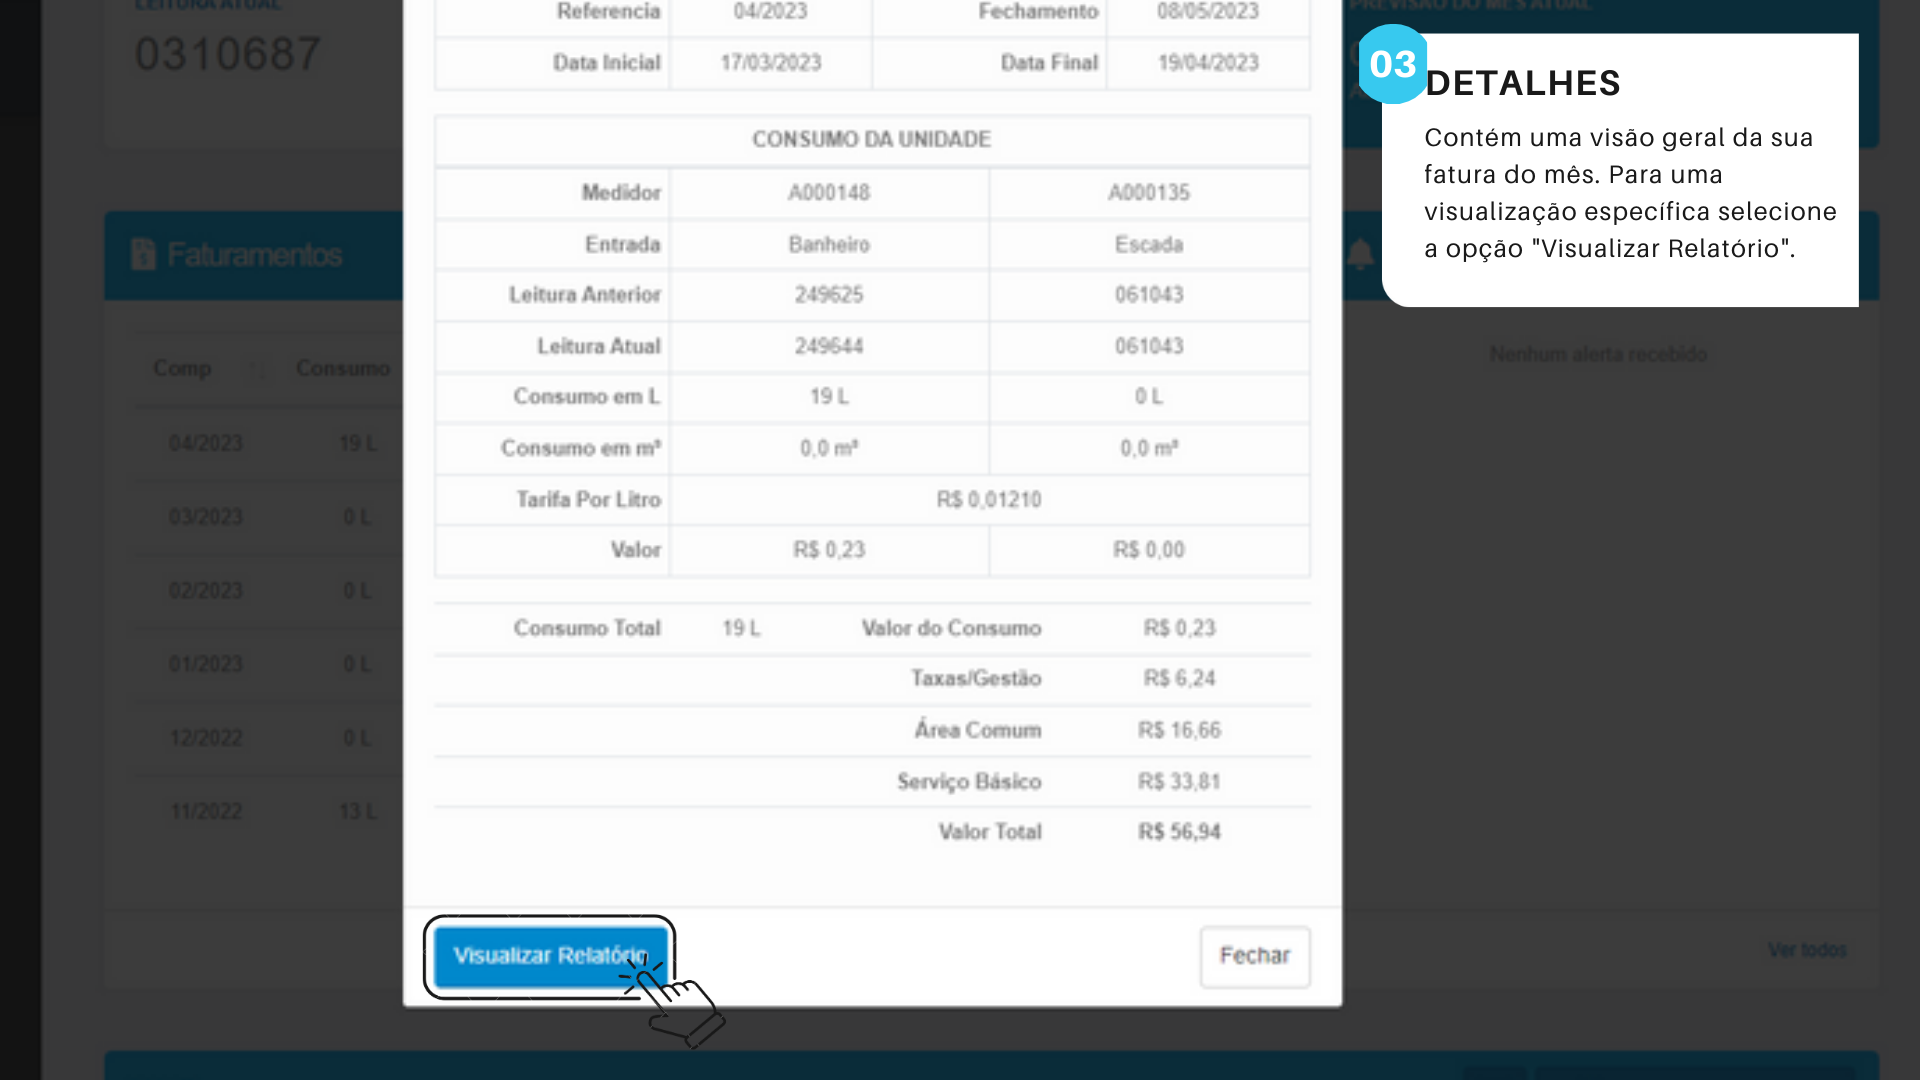 LEITURA ATUAL
0310687
Referencia 04/2023 Fechamento 08/05/2023
Data Inicial 17/03/2023 Data Final 19/04/2023
CONSUMO DA UNIDADE
Medidor A000148 A000135
Entrada Banheiro Escada
Leitura Anterior 249625 061043
Leitura Atual 249644 061043
Consumo em L 19 L 0 L
Consumo em m³ 0,0 m³ 0,0 m³
Tarifa Por Litro R$ 0,01210
Valor R$ 0,23 R$ 0,00
Consumo Total 19 L Valor do Consumo R$ 0,23
Taxas/Gestão R$ 6,24
Área Comum R$ 16,66
Serviço Básico R$ 33,81
Valor Total R$ 56,94
Visualizar Relatório Fechar
Faturamentos
Comp Consumo
04/2023 19 L
03/2023 0 L
02/2023 0 L
01/2023 0 L
12/2022 0 L
11/2022 13 L
PREVISÃO DO MÊS ATUAL
03
DETALHES
Contém uma visão geral da sua
fatura do mês. Para uma
visualização específica selecione
a opção "Visualizar Relatório".
Nenhum alerta recebido
Ver todos